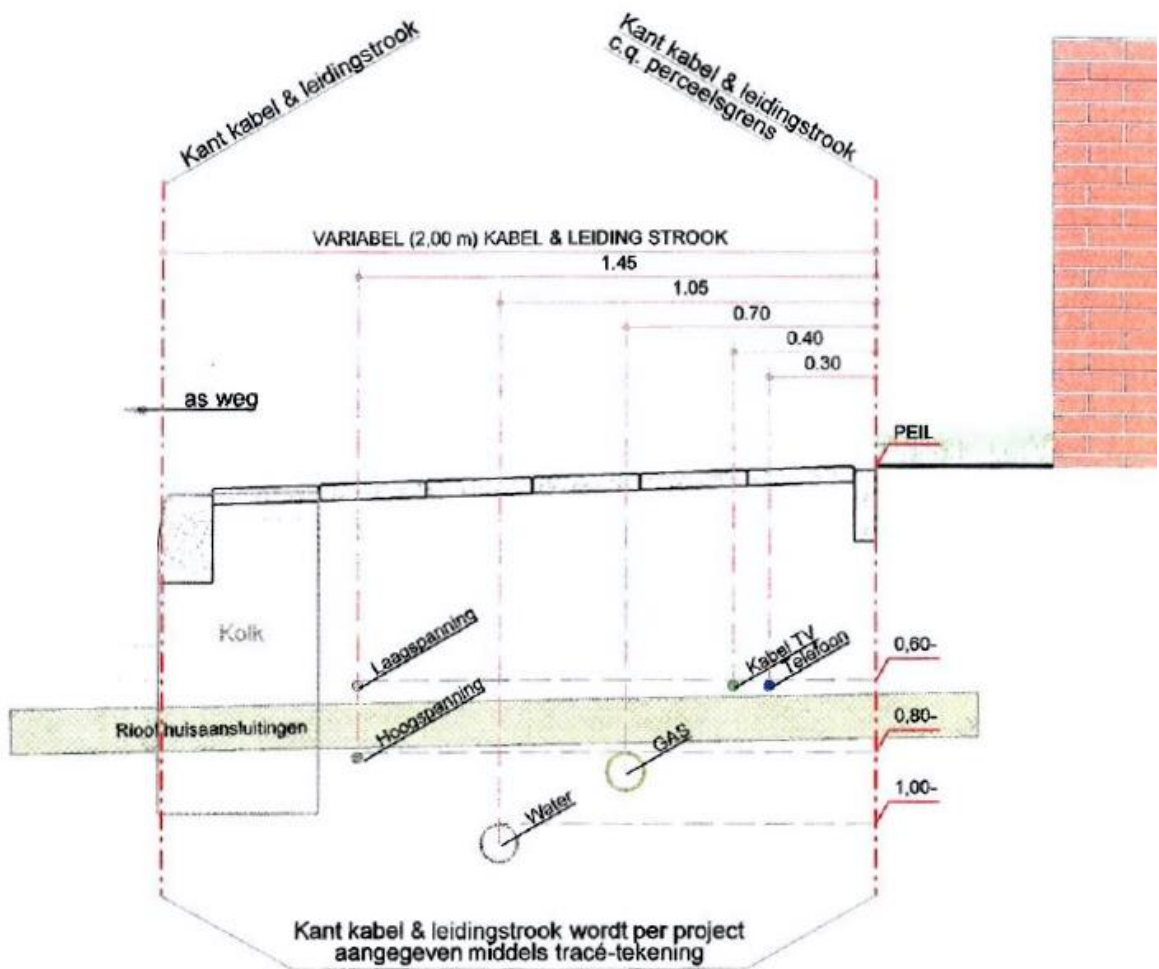 Kant kabel & leidingstrook
Kant kabel & leidingstrook
c.q. perceelsgrens
VARIABEL (2,00 m) KABEL & LEIDING STROOK
1.45
1.05
0.70
0.40
0.30
as weg
PEIL
Kolk
Laagspanning
Kabel TV
Telefoon
0,60-
Riool huisaansluitingen
Hoogspanning
GAS
0,80-
Water
1,00-
Kant kabel & leidingstrook wordt per project
aangegeven middels tracé-tekening